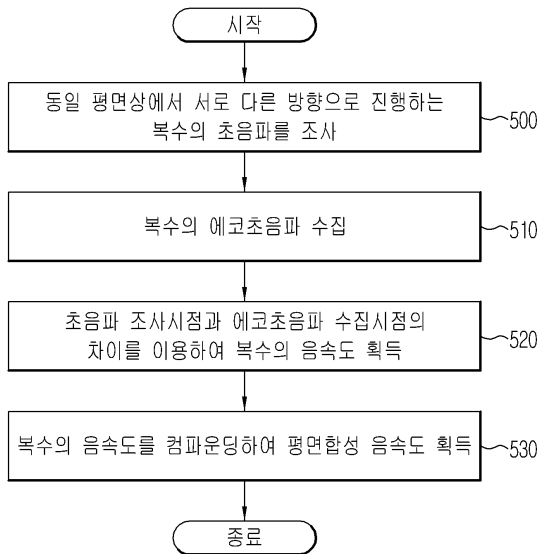 시작
동일 평면상에서 서로 다른 방향으로 진행하는
복수의 초음파를 조사
500
복수의 에코초음파 수집
510
초음파 조사시점과 에코초음파 수집시점의
차이를 이용하여 복수의 음속도 획득
520
복수의 음속도를 컴파운딩하여 평면합성 음속도 획득
530
종료